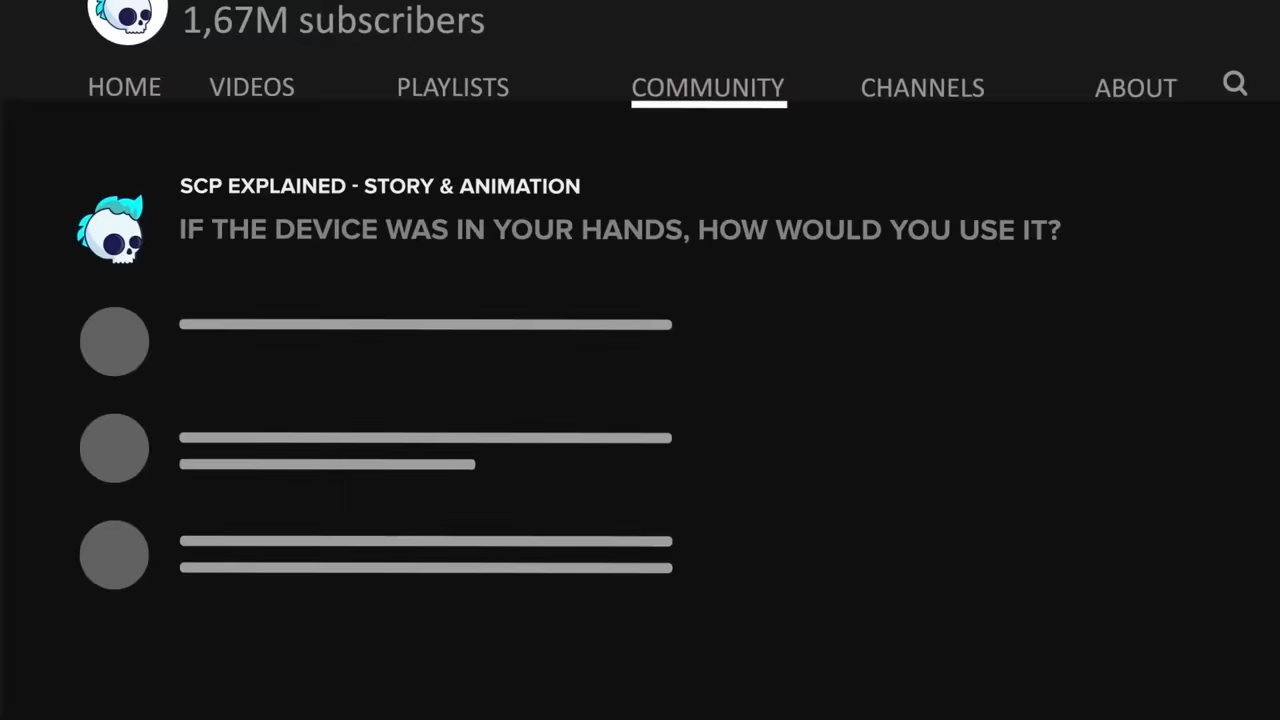 1,67M subscribers
HOME VIDEOS PLAYLISTS COMMUNITY CHANNELS ABOUT
SCP EXPLAINED - STORY & ANIMATION
IF THE DEVICE WAS IN YOUR HANDS, HOW WOULD YOU USE IT?